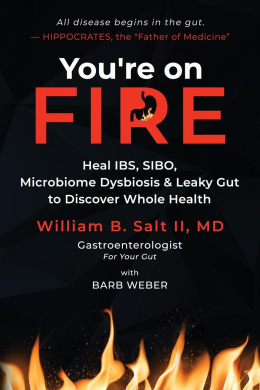 All disease begins in the gut.
— HIPPOCRATES, the “Father of Medicine”
You're on
FIRE
Heal IBS, SIBO,
Microbiome Dysbiosis & Leaky Gut
to Discover Whole Health
William B. Salt II, MD
Gastroenterologist
For Your Gut
with
BARB WEBER